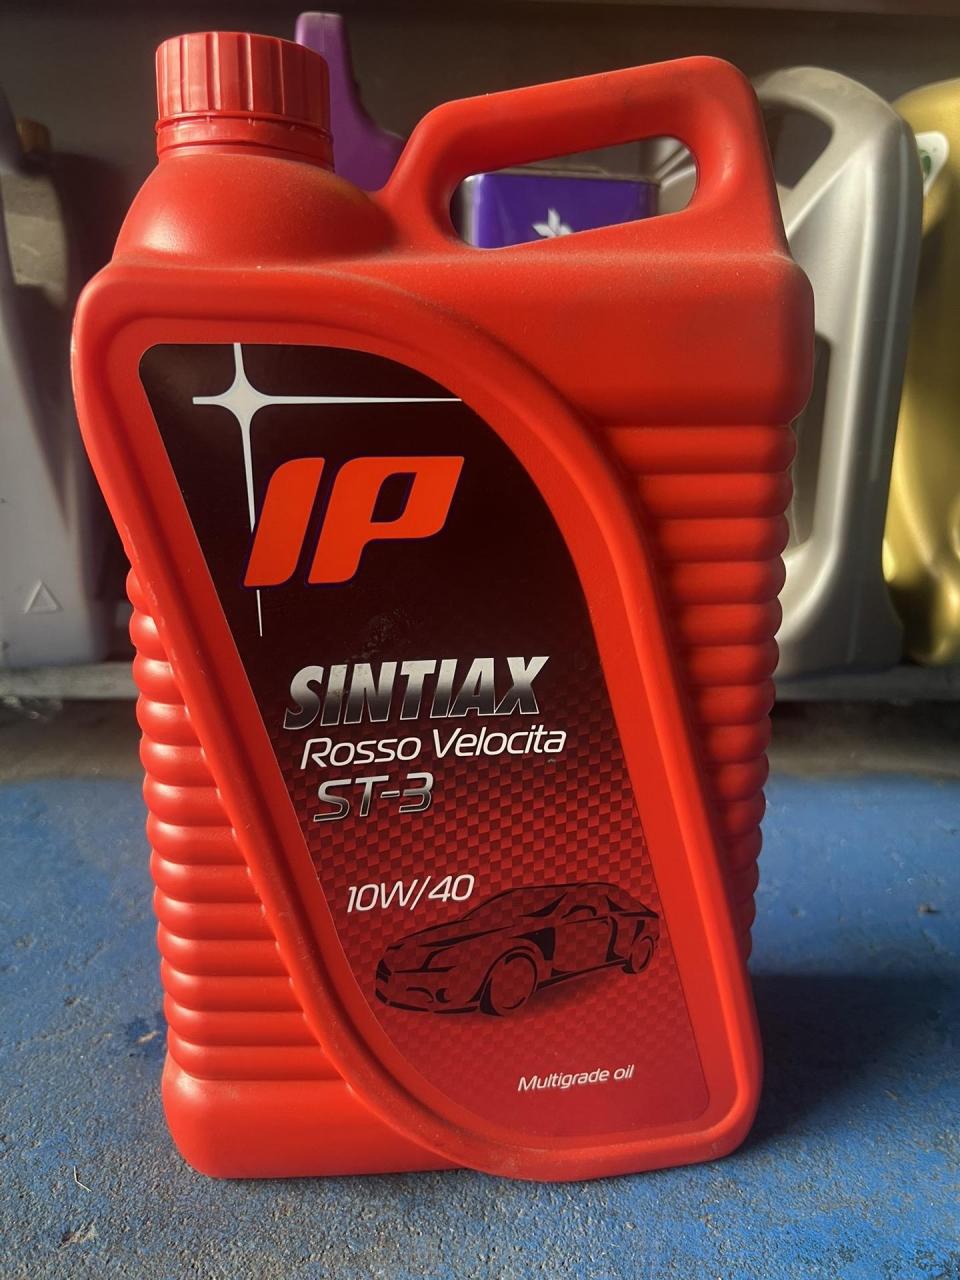 IP
SINTIAX
Rosso Velocita
ST-3
10W/40
Multigrade oil